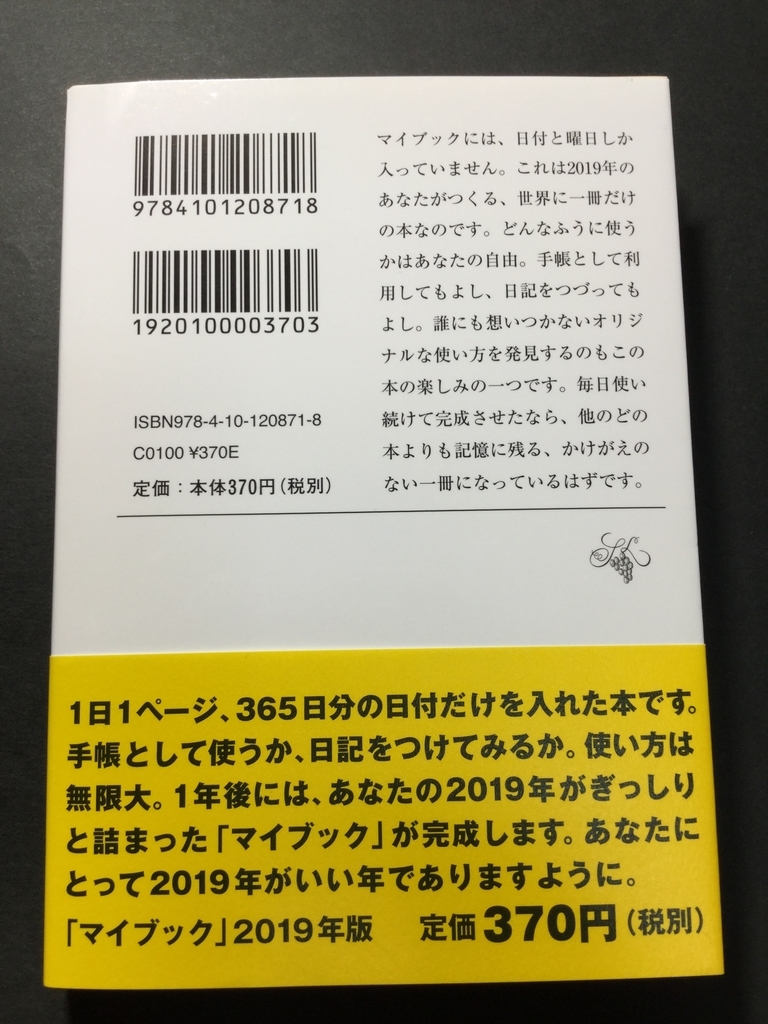 9784101208718
1920100003703
ISBN978-4-10-120871-8
C0100 ¥370E
定価：本体370円（税別）
マイブックには、日付と曜日しか
入っていません。これは2019年の
あなたがつくる、世界に一冊だけ
の本なのです。どんなふうに使う
かはあなたの自由。手帳として利
用してもよし、日記をつづっても
よし。誰にも想いつかないオリジ
ナルな使い方を発見するのもこの
本の楽しみの一つです。毎日使い
続けて完成させたなら、他のどの
本よりも記憶に残る、かけがえの
ない一冊になっているはずです。
1日1ページ、365日分の日付だけを入れた本です。
手帳として使うか、日記をつけてみるか。使い方は
無限大。1年後には、あなたの2019年がぎっしり
と詰まった「マイブック」が完成します。あなたに
とって2019年がいい年でありますように。
「マイブック」2019年版 定価370円（税別）